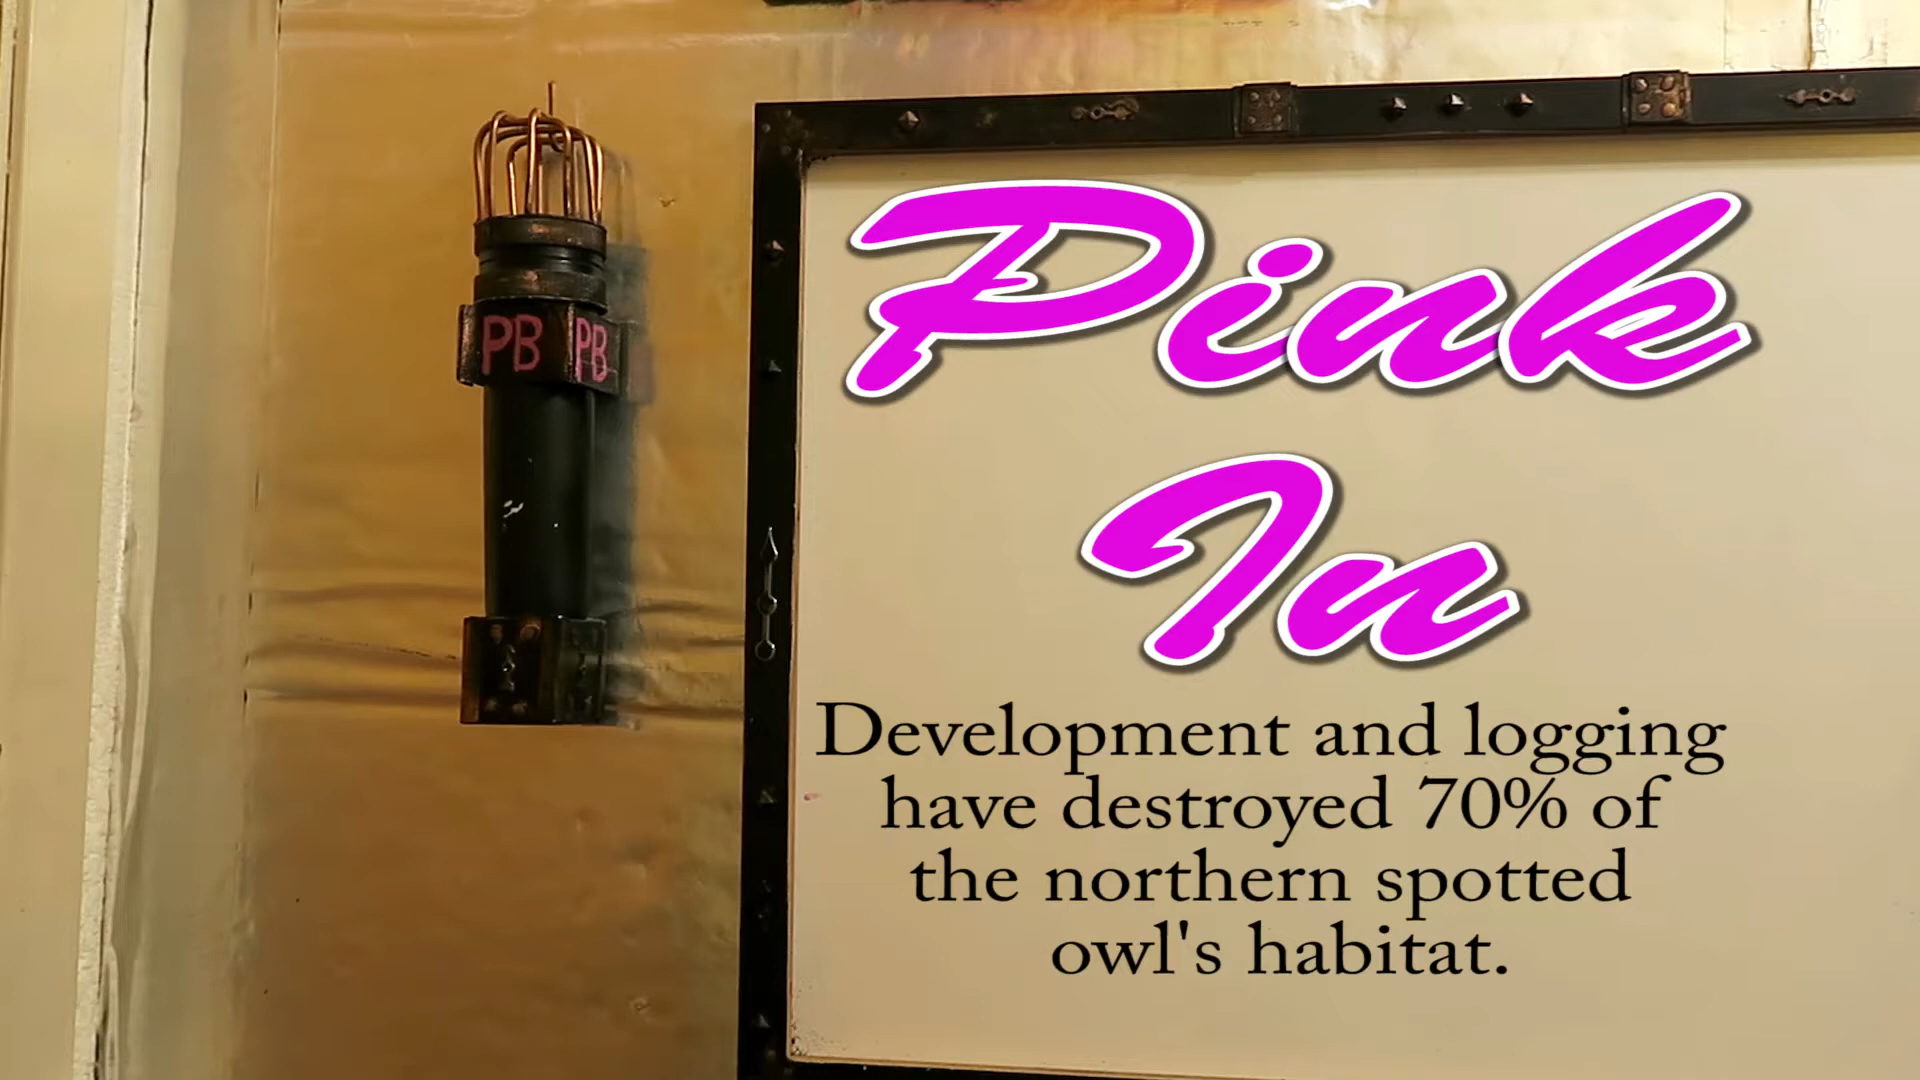 PB PB
Pink
In
Development and logging
have destroyed 70% of
the northern spotted
owl's habitat.